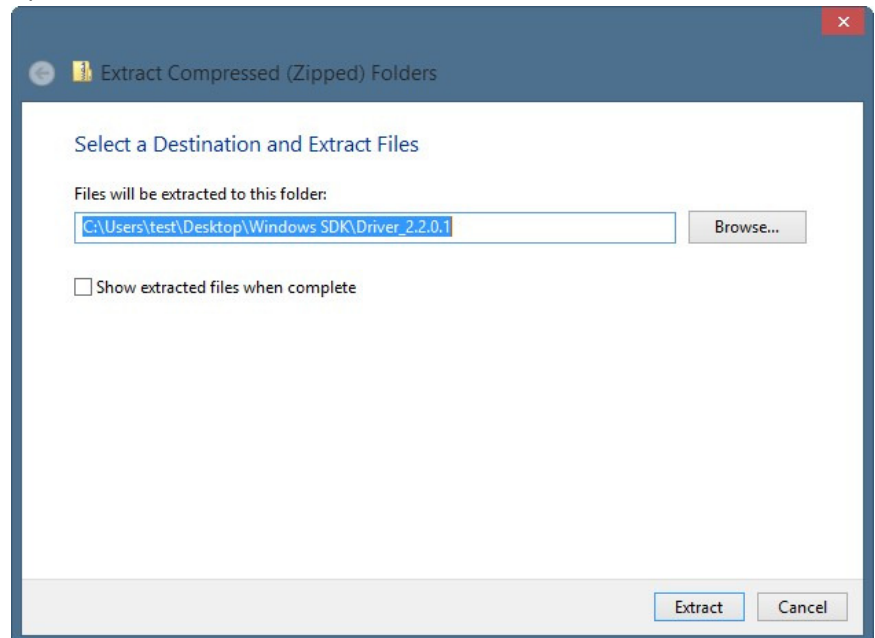 Extract Compressed (Zipped) Folders
Select a Destination and Extract Files
Files will be extracted to this folder:
C:\Users\test\Desktop\Windows SDK\Driver_2.2.0.1
Browse...
Show extracted files when complete
Extract
Cancel